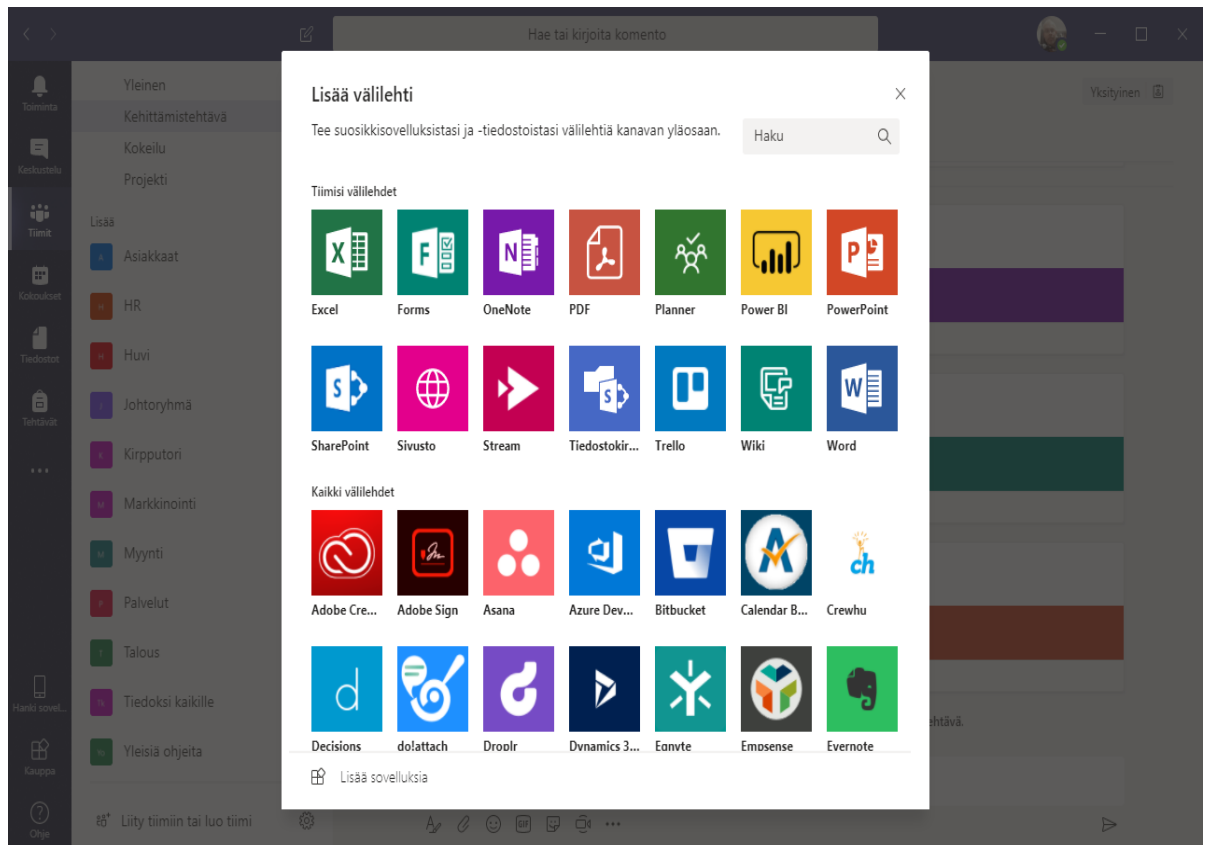 Hae tai kirjoita komento
Toiminta
Keskustelu
Tiimit
Kokoukset
Tiedostot
Tehtävät
Hanki sovel...
Kauppa
Ohje
Yleinen
Kehittämistehtävä
Kokeilu
Projekti
Lisää
Asiakkaat
HR
Huvi
Johtoryhmä
Kirpputori
Markkinointi
Myynti
Palvelut
Talous
Tiedoksi kaikille
Yleisiä ohjeita
Liity tiimiin tai luo tiimi
Yksityinen
Lisää välilehti
Tee suosikkisovelluksistasi ja -tiedostoistasi välilehtiä kanavan yläosaan.
Haku
Tiimisi välilehdet
Excel Forms OneNote PDF Planner Power BI PowerPoint
SharePoint Sivusto Stream Tiedostokir... Trello Wiki Word
Kaikki välilehdet
Adobe Cre... Adobe Sign Asana Azure Dev... Bitbucket Calendar B... Crewhu
Decisions do!attach Droplr Dynamics 3... Egnyte Empsense Evernote
Lisää sovelluksia
ehtävä.
GIF